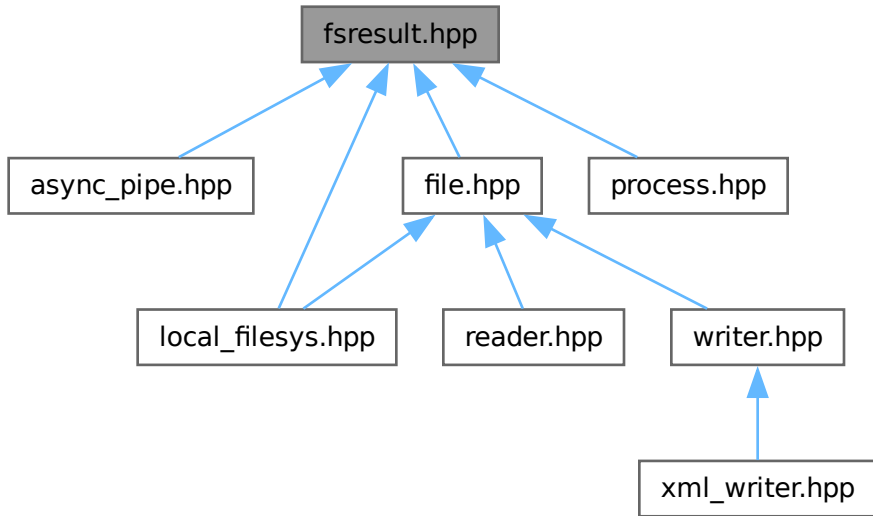 fsresult.hpp
async_pipe.hpp
file.hpp
process.hpp
local_filesys.hpp
reader.hpp
writer.hpp
xml_writer.hpp